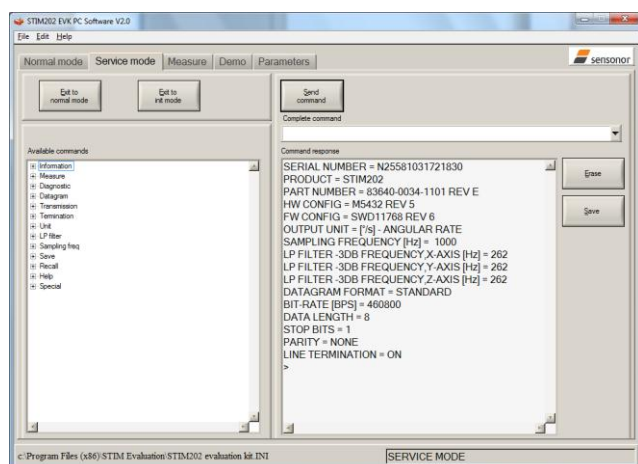 STIM202 EVK PC Software V2.0
File Edit Help
Normal mode Service mode Measure Demo Parameters
sensonor
Exit to
normal mode
Exit to
init mode
Send
command
Complete command
Available commands
Information
Measure
Diagnostic
Datagram
Transmission
Termination
Unit
LP filter
Sampling freq
Save
Recall
Help
Special
Command response
SERIAL NUMBER = N25581031721830
PRODUCT = STIM202
PART NUMBER = 83640-0034-1101 REV E
HW CONFIG = M5432 REV 5
FW CONFIG = SWD11768 REV 6
OUTPUT UNIT = [°/s] - ANGULAR RATE
SAMPLING FREQUENCY [Hz] = 1000
LP FILTER -3DB FREQUENCY,X-AXIS [Hz] = 262
LP FILTER -3DB FREQUENCY,Y-AXIS [Hz] = 262
LP FILTER -3DB FREQUENCY,Z-AXIS [Hz] = 262
DATAGRAM FORMAT = STANDARD
BIT-RATE [BPS] = 460800
DATA LENGTH = 8
STOP BITS = 1
PARITY = NONE
LINE TERMINATION = ON
>
Erase
Save
c:\Program Files (x86)\STIM Evaluation\STIM202 evaluation kit.INI
SERVICE MODE